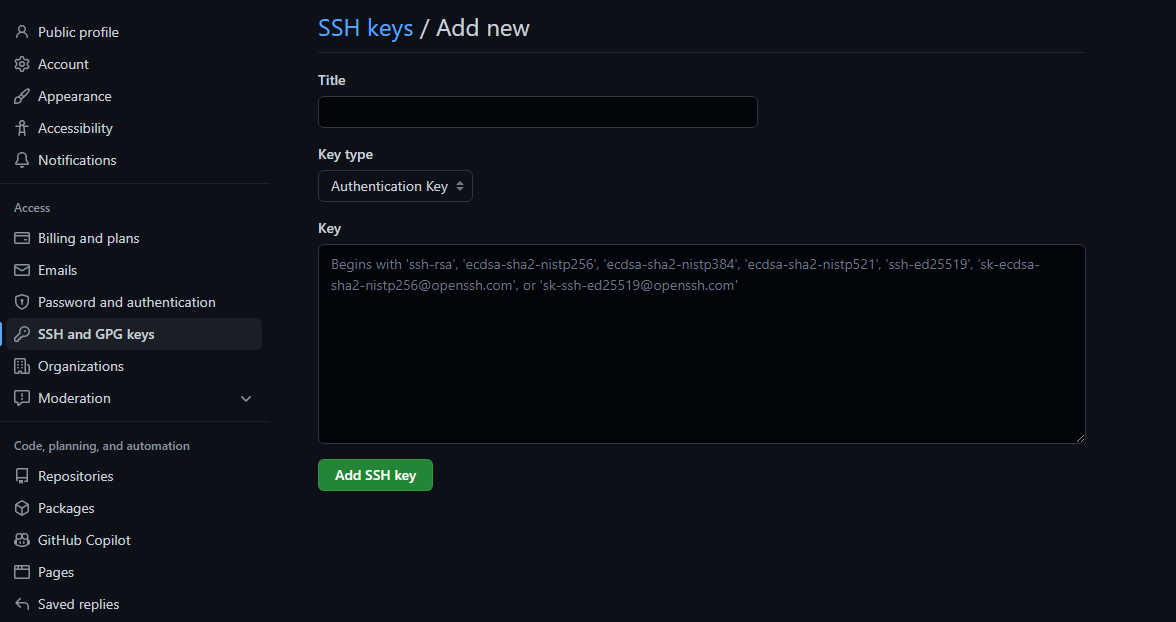 Public profile
Account
Appearance
Accessibility
Notifications
Access
Billing and plans
Emails
Password and authentication
SSH and GPG keys
Organizations
Moderation
Code, planning, and automation
Repositories
Packages
GitHub Copilot
Pages
Saved replies
SSH keys / Add new
Title
Key type
Authentication Key
Key
Begins with 'ssh-rsa', 'ecdsa-sha2-nistp256', 'ecdsa-sha2-nistp384', 'ecdsa-sha2-nistp521', 'ssh-ed25519', 'sk-ecdsa-
sha2-nistp256@openssh.com', or 'sk-ssh-ed25519@openssh.com'
Add SSH key